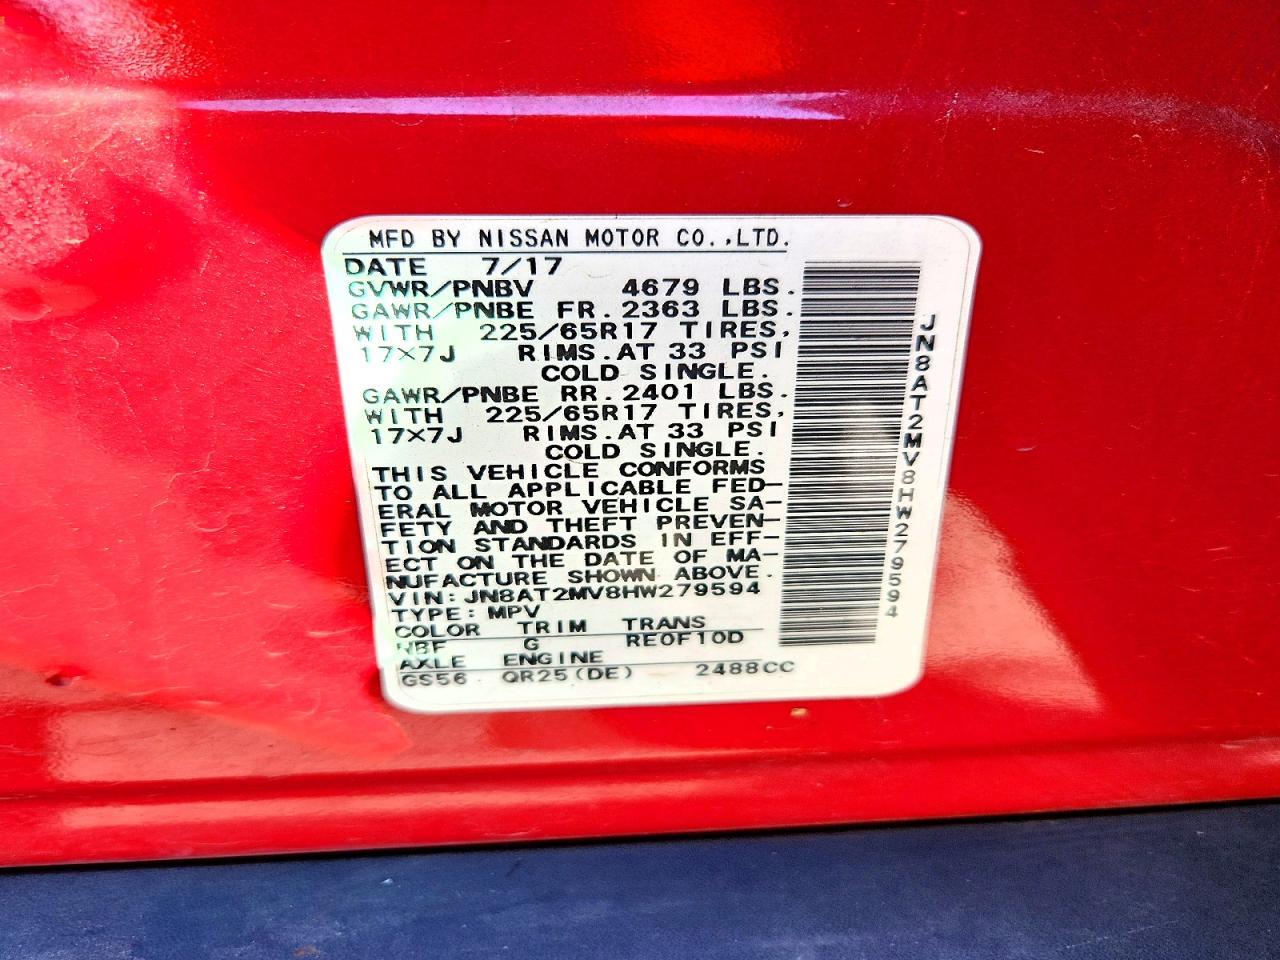 MFD BY NISSAN MOTOR CO.,LTD.
DATE 7/17
GVWR/PNBV 4679 LBS.
GAWR/PNBE FR. 2363 LBS.
WITH 225/65R17 TIRES,
17×7J RIMS.AT 33 PSI
COLD SINGLE.
GAWR/PNBE RR. 2401 LBS.
WITH 225/65R17 TIRES,
17×7J RIMS.AT 33 PSI
COLD SINGLE.
THIS VEHICLE CONFORMS
TO ALL APPLICABLE FED-
ERAL MOTOR VEHICLE SA-
FETY AND THEFT PREVEN-
TION STANDARDS IN EFF-
ECT ON THE DATE OF MA-
NUFACTURE SHOWN ABOVE.
VIN: JN8AT2MV8HW279594
TYPE: MPV
COLOR TRIM TRANS
G RE0F10D
AXLE ENGINE
GS56 QR25(DE) 2488CC
JN8AT2MV8HW279594